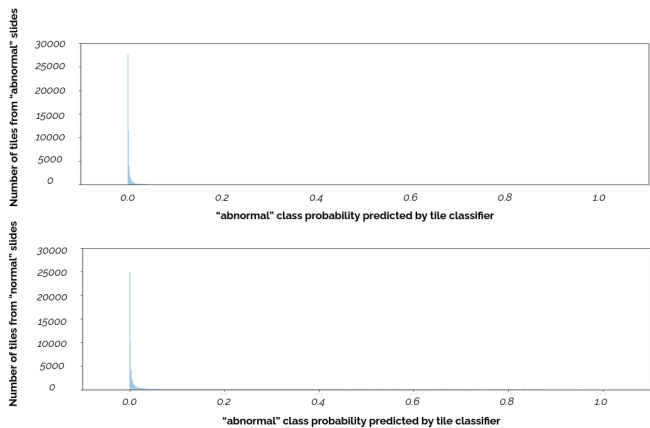 Number of tiles from “abnormal” slides
30000
25000
20000
15000
10000
5000
0
0.0 0.2 0.4 0.6 0.8 1.0
“abnormal” class probability predicted by tile classifier
Number of tiles from “normal” slides
30000
25000
20000
15000
10000
5000
0
0.0 0.2 0.4 0.6 0.8 1.0
“abnormal” class probability predicted by tile classifier